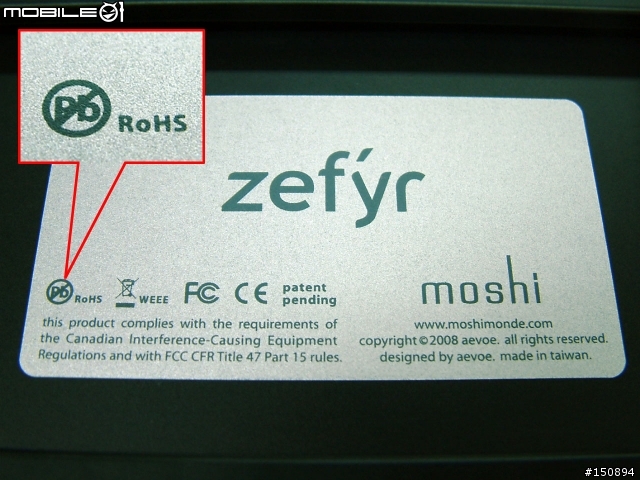 MOBILE01
Pb RoHS
zefýr
Pb RoHS WEEE FC CE patent pending
this product complies with the requirements of
the Canadian Interference-Causing Equipment
Regulations and with FCC CFR Title 47 Part 15 rules.
moshi
www.moshimonde.com
copyright©2008 aevoe. all rights reserved.
designed by aevoe. made in taiwan.
#150894